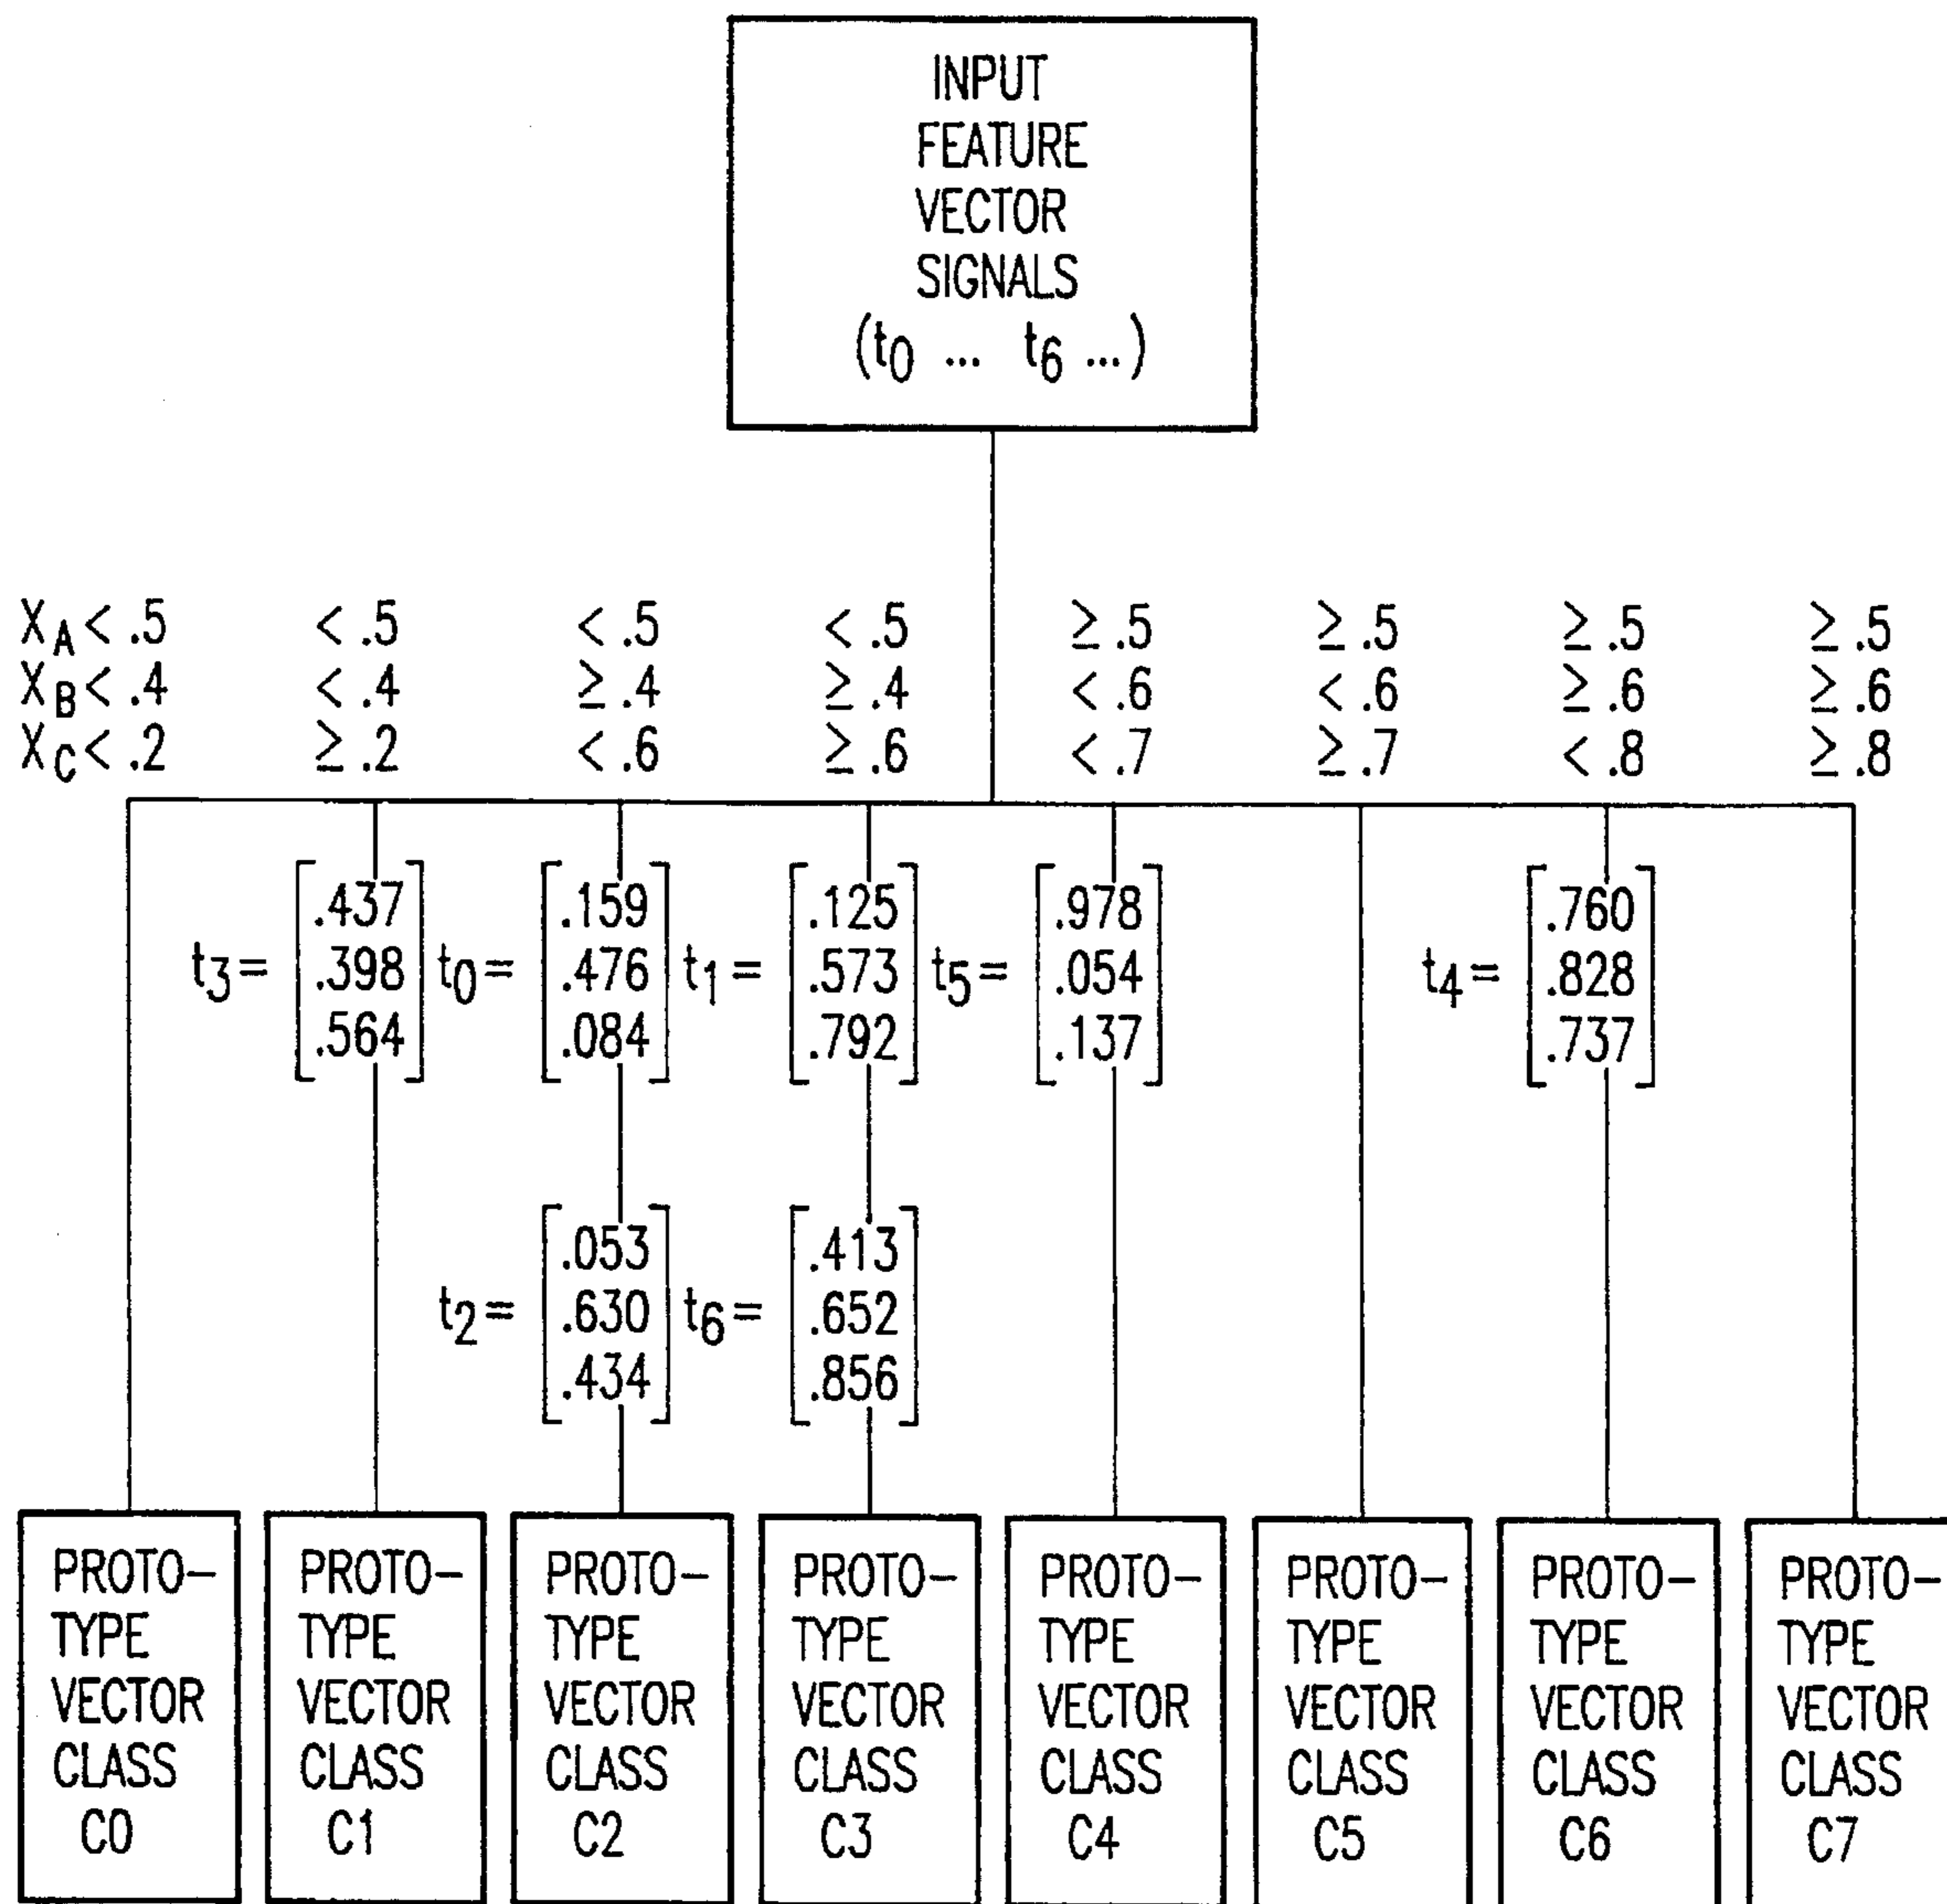 INPUT
FEATURE
VECTOR
SIGNALS
(t0 ... t6 ...)
XA < .5 < .5 < .5 < .5 ≥ .5 ≥ .5 ≥ .5 ≥ .5
XB < .4 < .4 ≥ .4 ≥ .4 < .6 < .6 ≥ .6 ≥ .6
XC < .2 ≥ .2 < .6 ≥ .6 < .7 ≥ .7 < .8 ≥ .8
.437 .159 .125 .978 .760
t3= .398 t0= .476 t1= .573 t5= .054 t4= .828
.564 .084 .792 .137 .737
.053 .413
t2= .630 t6= .652
.434 .856
PROTO- PROTO- PROTO- PROTO- PROTO- PROTO- PROTO- PROTO-
TYPE TYPE TYPE TYPE TYPE TYPE TYPE TYPE
VECTOR VECTOR VECTOR VECTOR VECTOR VECTOR VECTOR VECTOR
CLASS CLASS CLASS CLASS CLASS CLASS CLASS CLASS
C0 C1 C2 C3 C4 C5 C6 C7